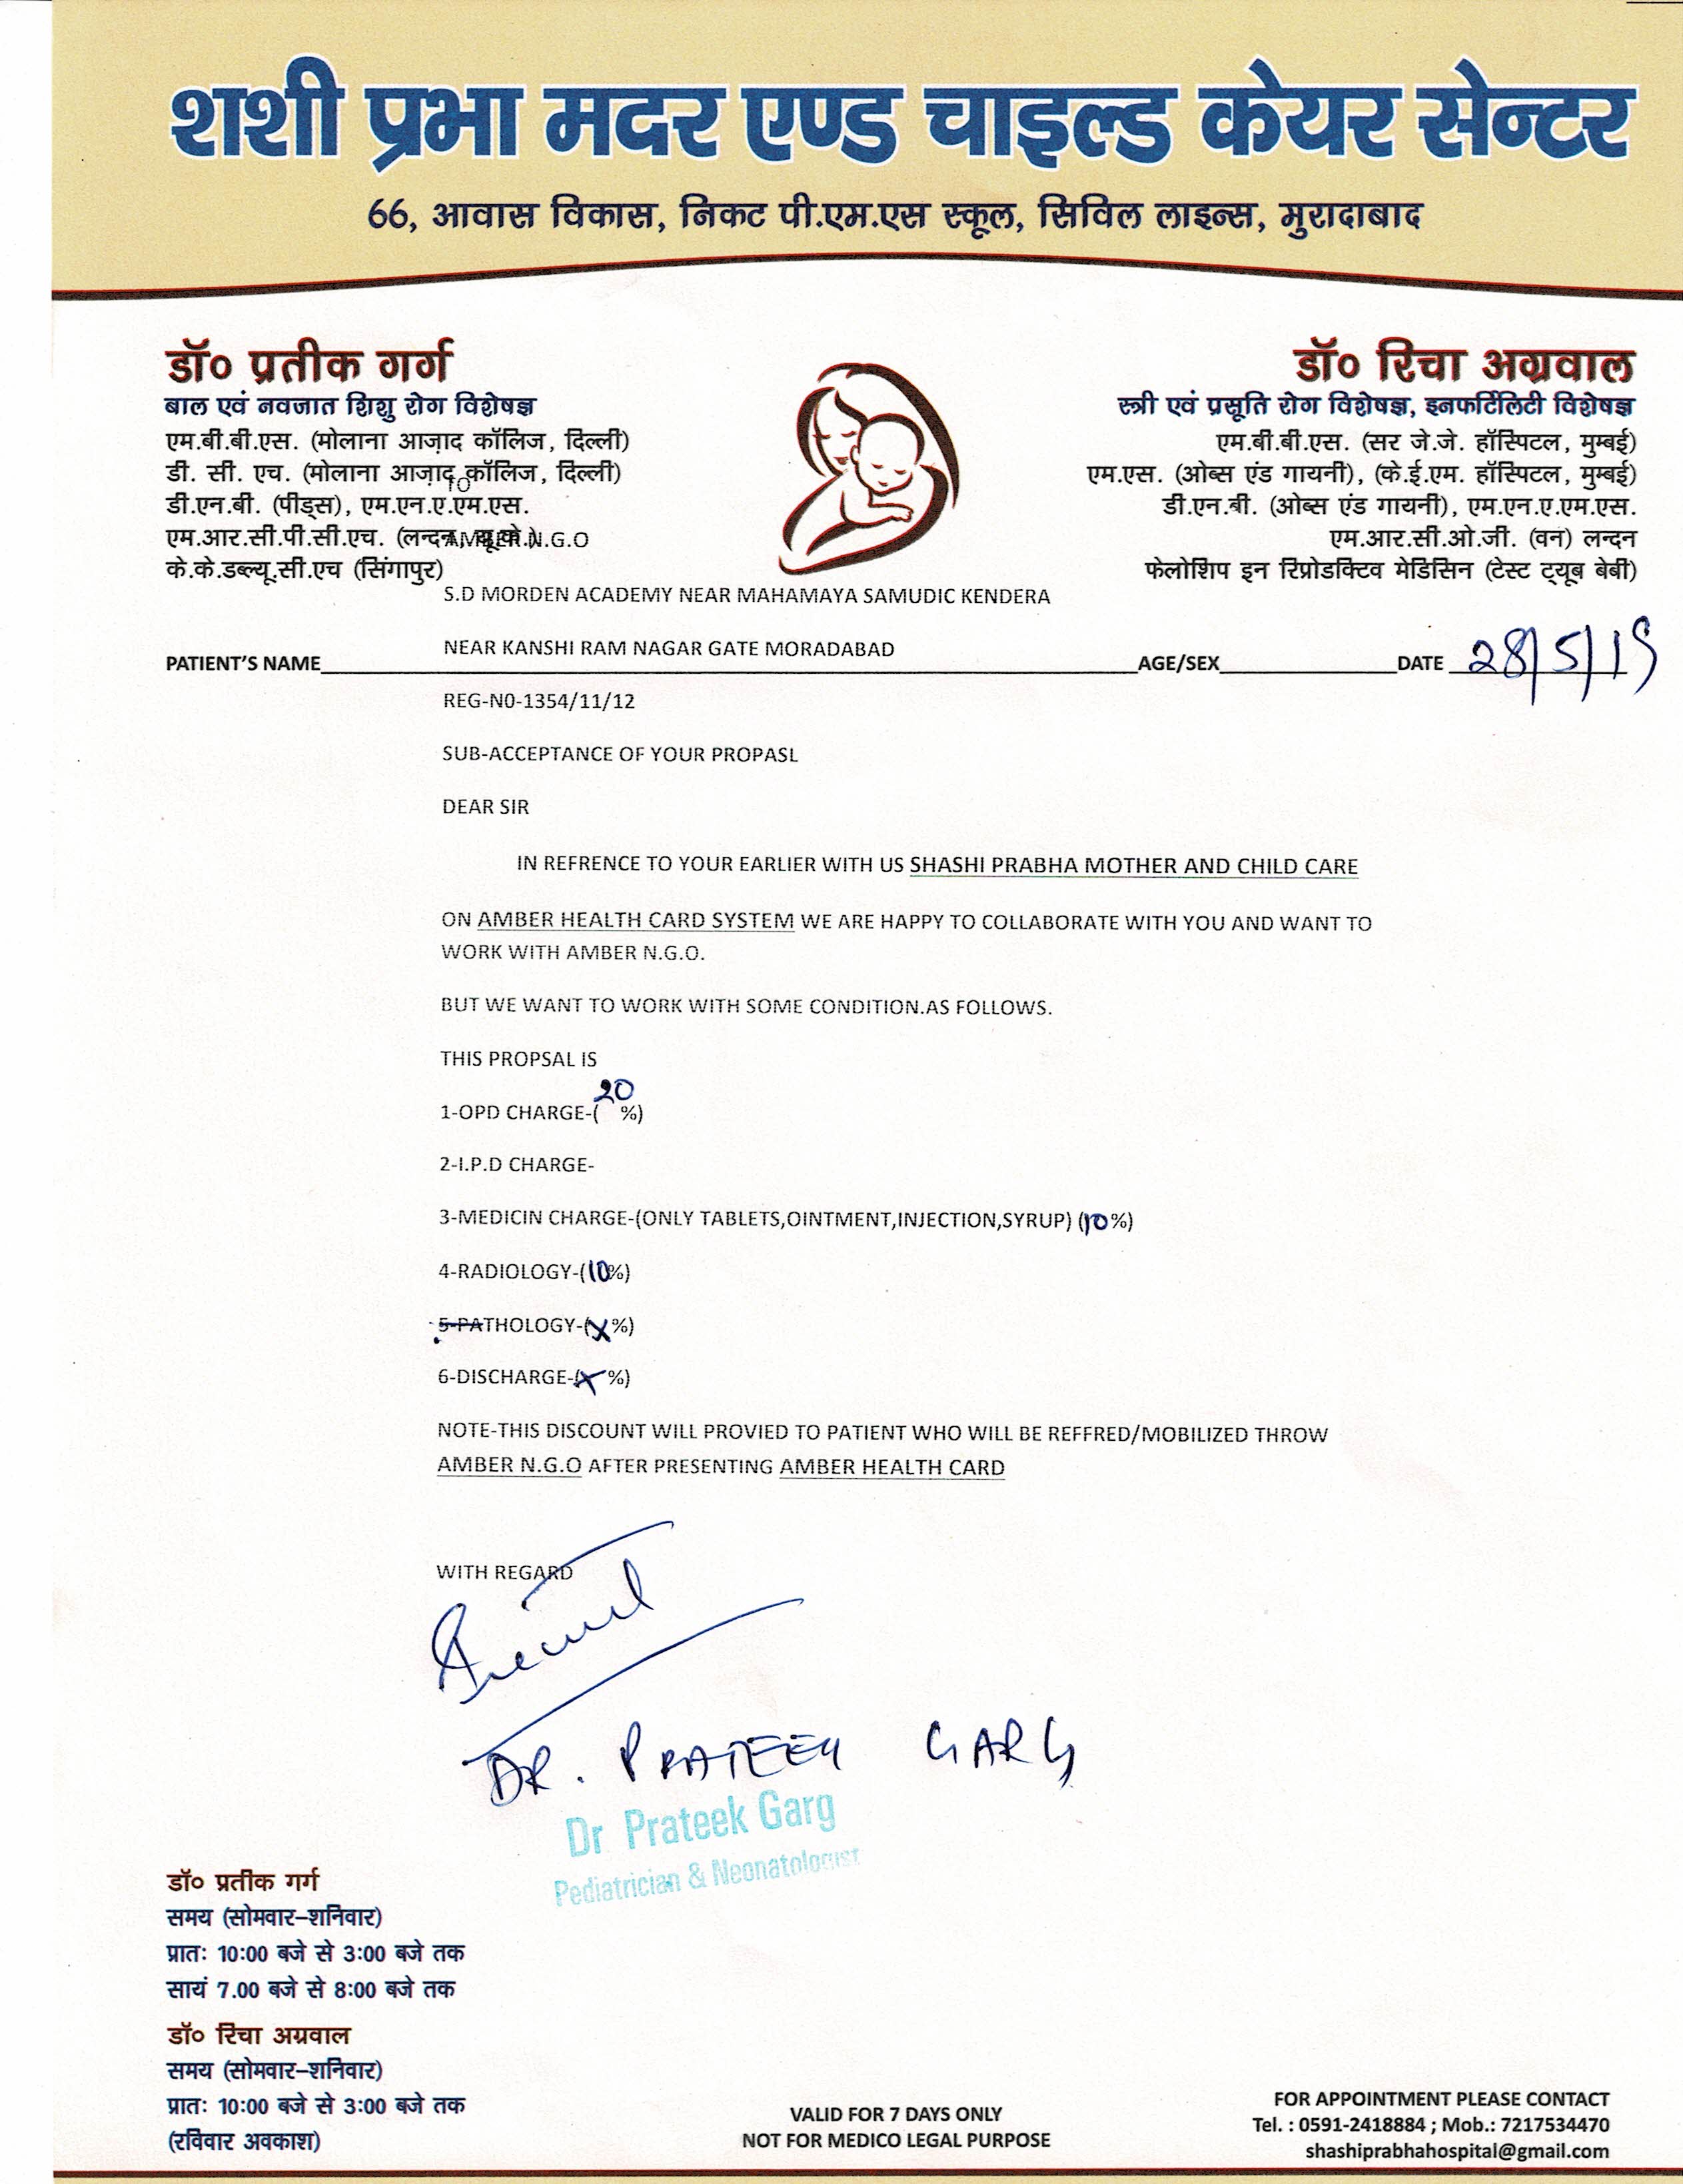 शशी प्रभा मदर एण्ड चाइल्ड केयर सेन्टर
66, आवास विकास, निकट पी.एम.एस स्कूल, सिविल लाइन्स, मुरादाबाद
डॉ० प्रतीक गर्ग
बाल एवं नवजात शिशु रोग विशेषज्ञ
एम.बी.बी.एस. (मोलाना आज़ाद कॉलिज, दिल्ली)
डी. सी. एच. (मोलाना आज़ाद कॉलिज, दिल्ली)
डी.एन.बी. (पीड्स), एम.एन.ए.एम.एस.
एम.आर.सी.पी.सी.एच. (लन्दन, यू.के.)
के.के.डब्ल्यू.सी.एच (सिंगापुर)
डॉ० रिचा अग्रवाल
स्त्री एवं प्रसूति रोग विशेषज्ञ, इनफर्टिलिटी विशेषज्ञ
एम.बी.बी.एस. (सर जे.जे. हॉस्पिटल, मुम्बई)
एम.एस. (ओब्स एंड गायनी), (के.ई.एम. हॉस्पिटल, मुम्बई)
डी.एन.बी. (ओब्स एंड गायनी), एम.एन.ए.एम.एस.
एम.आर.सी.ओ.जी. (वन) लन्दन
फेलोशिप इन रिप्रोडक्टिव मेडिसिन (टेस्ट ट्यूब बेबी)
TO
AMBER N.G.O
S.D MORDEN ACADEMY NEAR MAHAMAYA SAMUDIC KENDERA
NEAR KANSHI RAM NAGAR GATE MORADABAD
PATIENT'S NAME AGE/SEX DATE 28/5/19
REG-N0-1354/11/12
SUB-ACCEPTANCE OF YOUR PROPASL
DEAR SIR
IN REFRENCE TO YOUR EARLIER WITH US SHASHI PRABHA MOTHER AND CHILD CARE
ON AMBER HEALTH CARD SYSTEM WE ARE HAPPY TO COLLABORATE WITH YOU AND WANT TO
WORK WITH AMBER N.G.O.
BUT WE WANT TO WORK WITH SOME CONDITION.AS FOLLOWS.
THIS PROPSAL IS
1-OPD CHARGE-(20 %)
2-I.P.D CHARGE-
3-MEDICIN CHARGE-(ONLY TABLETS,OINTMENT,INJECTION,SYRUP) (10%)
4-RADIOLOGY-(10%)
5-PATHOLOGY-(X%)
6-DISCHARGE-(X %)
NOTE-THIS DISCOUNT WILL PROVIED TO PATIENT WHO WILL BE REFFRED/MOBILIZED THROW
AMBER N.G.O AFTER PRESENTING AMBER HEALTH CARD
WITH REGARD
DR. PRATEEK GARG
Dr Prateek Garg
Pediatrician & Neonatologist
डॉ० प्रतीक गर्ग
समय (सोमवार–शनिवार)
प्रातः 10:00 बजे से 3:00 बजे तक
सायं 7.00 बजे से 8:00 बजे तक
डॉ० रिचा अग्रवाल
समय (सोमवार–शनिवार)
प्रातः 10:00 बजे से 3:00 बजे तक
(रविवार अवकाश)
VALID FOR 7 DAYS ONLY
NOT FOR MEDICO LEGAL PURPOSE
FOR APPOINTMENT PLEASE CONTACT
Tel. : 0591-2418884 ; Mob.: 7217534470
shashiprabhahospital@gmail.com